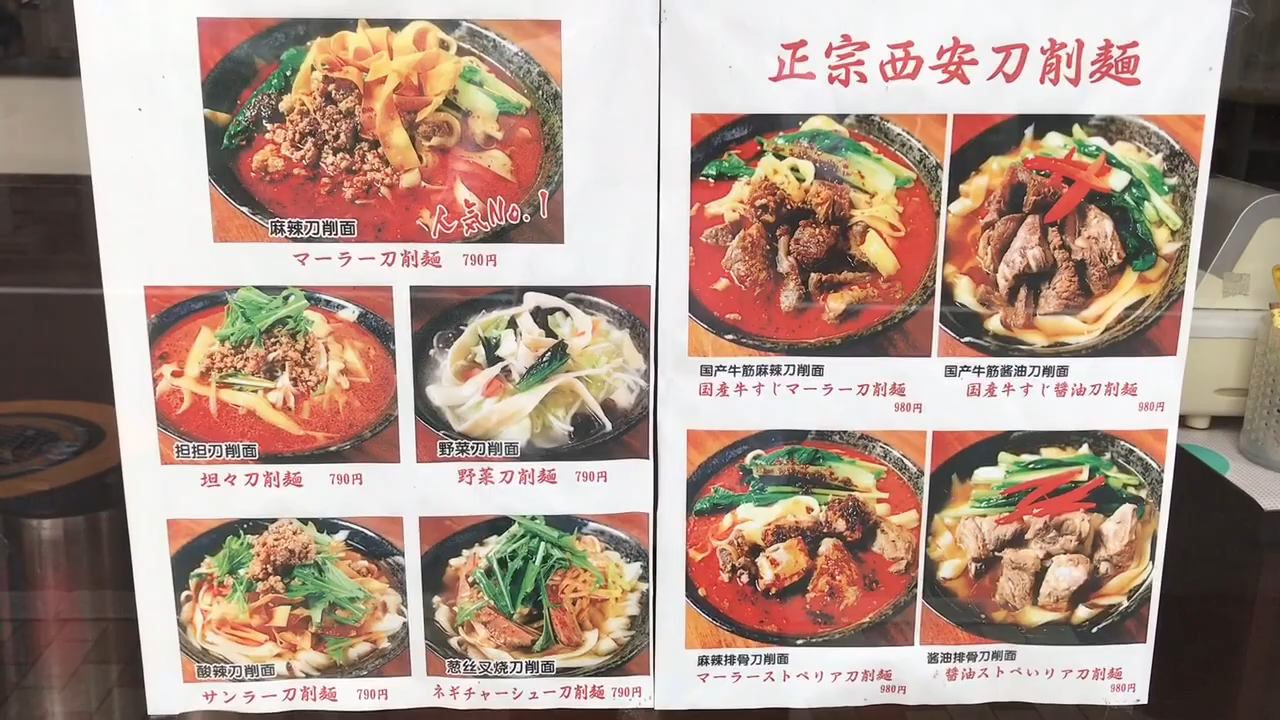 麻辣刀削面
人気No.1
マーラー刀削麺 790円
担担刀削面
坦々刀削麺 790円
野菜刀削面
野菜刀削麺 790円
酸辣刀削面
サンラー刀削麺 790円
葱丝叉烧刀削面
ネギチャーシュー刀削麺 790円
正宗西安刀削麺
国产牛筋麻辣刀削面
国産牛すじマーラー刀削麺
980円
国产牛筋酱油刀削面
国産牛すじ醤油刀削麺
980円
麻辣排骨刀削面
マーラーストペリア刀削麺
980円
酱油排骨刀削面
醤油ストぺいリア刀削麺
980円